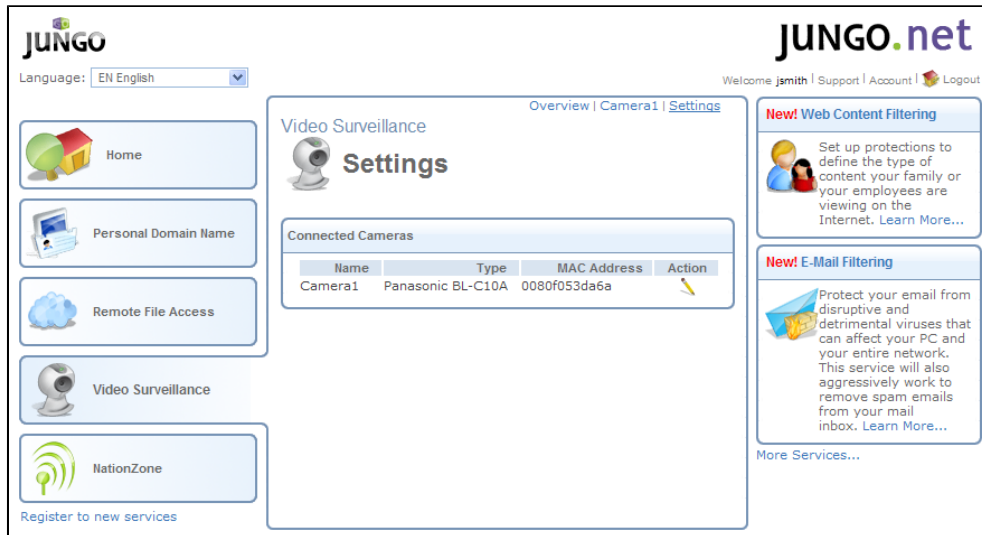 JUNGO
JUNGO.net
Language: EN English
Welcome jsmith | Support | Account | Logout
Home
Personal Domain Name
Remote File Access
Video Surveillance
NationZone
Register to new services
Overview | Camera1 | Settings
Video Surveillance
Settings
Connected Cameras
Name Type MAC Address Action
Camera1 Panasonic BL-C10A 0080f053da6a
New! Web Content Filtering
Set up protections to
define the type of
content your family or
your employees are
viewing on the
Internet. Learn More...
New! E-Mail Filtering
Protect your email from
disruptive and
detrimental viruses that
can affect your PC and
your entire network.
This service will also
aggressively work to
remove spam emails
from your mail
inbox. Learn More...
More Services...